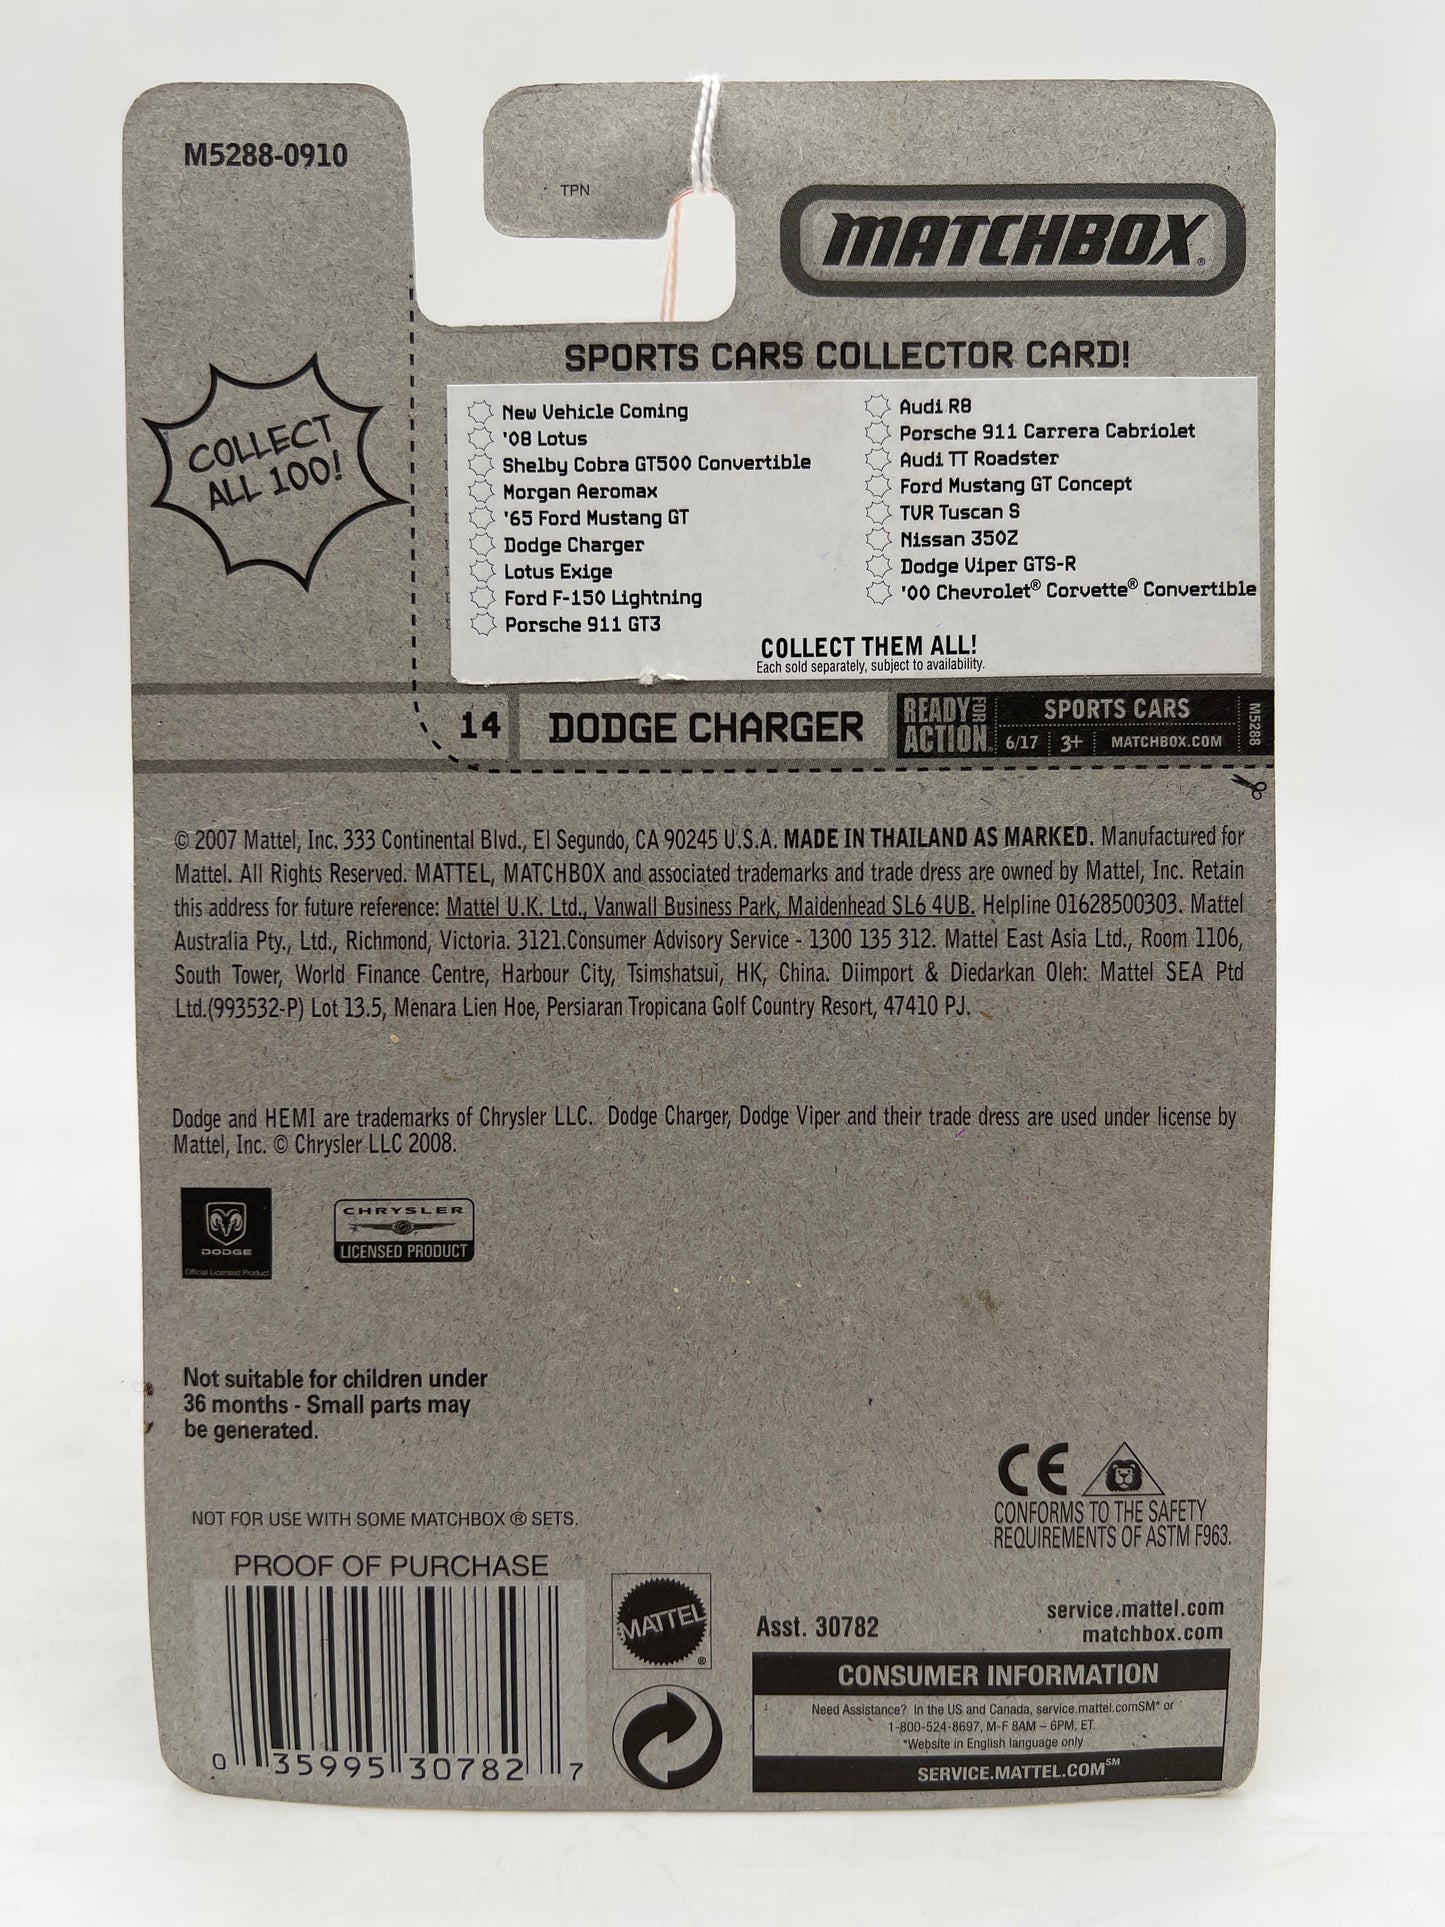 M5288-0910
TPN
MATCHBOX®
SPORTS CARS COLLECTOR CARD!
COLLECT
ALL 100!
New Vehicle Coming
'08 Lotus
Shelby Cobra GT500 Convertible
Morgan Aeromax
'65 Ford Mustang GT
Dodge Charger
Lotus Exige
Ford F-150 Lightning
Porsche 911 GT3
Audi R8
Porsche 911 Carrera Cabriolet
Audi TT Roadster
Ford Mustang GT Concept
TVR Tuscan S
Nissan 350Z
Dodge Viper GTS-R
'00 Chevrolet® Corvette® Convertible
COLLECT THEM ALL!
Each sold separately, subject to availability.
14
DODGE CHARGER
READY FOR
ACTION
SPORTS CARS
6/17 3+ MATCHBOX.COM
M5288
© 2007 Mattel, Inc. 333 Continental Blvd., El Segundo, CA 90245 U.S.A. MADE IN THAILAND AS MARKED. Manufactured for
Mattel. All Rights Reserved. MATTEL, MATCHBOX and associated trademarks and trade dress are owned by Mattel, Inc. Retain
this address for future reference: Mattel U.K. Ltd., Vanwall Business Park, Maidenhead SL6 4UB. Helpline 01628500303. Mattel
Australia Pty., Ltd., Richmond, Victoria. 3121.Consumer Advisory Service - 1300 135 312. Mattel East Asia Ltd., Room 1106,
South Tower, World Finance Centre, Harbour City, Tsimshatsui, HK, China. Diimport & Diedarkan Oleh: Mattel SEA Ptd
Ltd.(993532-P) Lot 13.5, Menara Lien Hoe, Persiaran Tropicana Golf Country Resort, 47410 PJ.
Dodge and HEMI are trademarks of Chrysler LLC. Dodge Charger, Dodge Viper and their trade dress are used under license by
Mattel, Inc. © Chrysler LLC 2008.
DODGE
Official Licensed Product
CHRYSLER
LICENSED PRODUCT
Not suitable for children under
36 months - Small parts may
be generated.
CE
CONFORMS TO THE SAFETY
REQUIREMENTS OF ASTM F963.
NOT FOR USE WITH SOME MATCHBOX ® SETS.
PROOF OF PURCHASE
0 35995 30782 7
MATTEL®
Asst. 30782
service.mattel.com
matchbox.com
CONSUMER INFORMATION
Need Assistance? In the US and Canada, service.mattel.comSM* or
1-800-524-8697, M-F 8AM – 6PM, ET.
*Website in English language only
SERVICE.MATTEL.COM℠